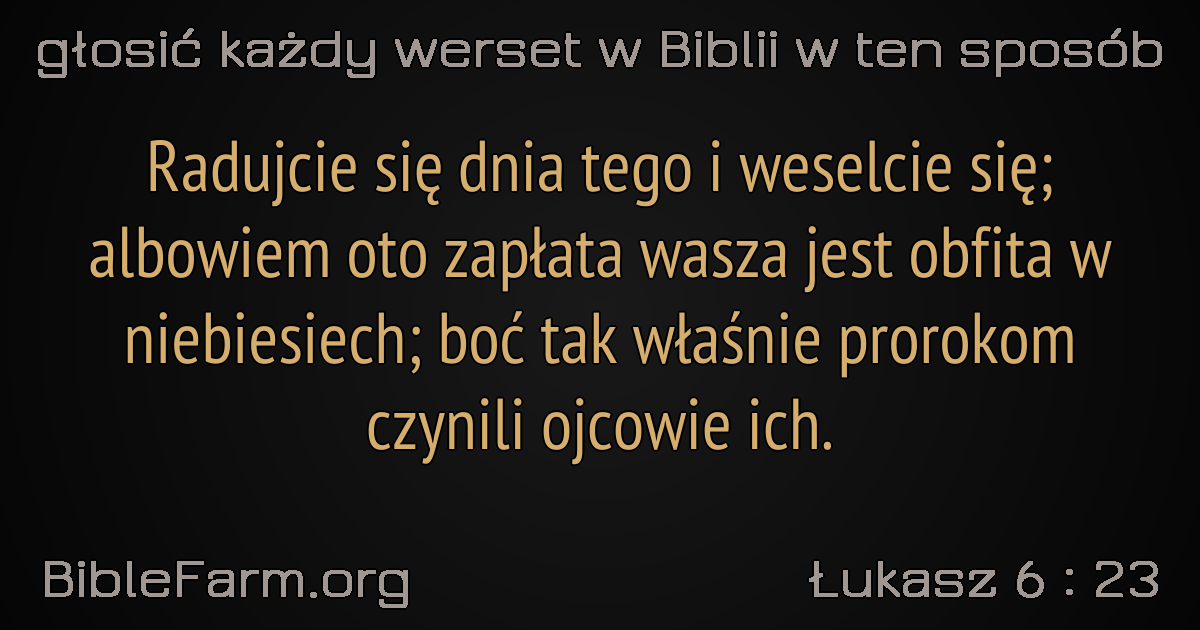 głosić każdy werset w Biblii w ten sposób
Radujcie się dnia tego i weselcie się;
albowiem oto zapłata wasza jest obfita w
niebiesiech; boć tak właśnie prorokom
czynili ojcowie ich.
BibleFarm.org
Łukasz 6 : 23